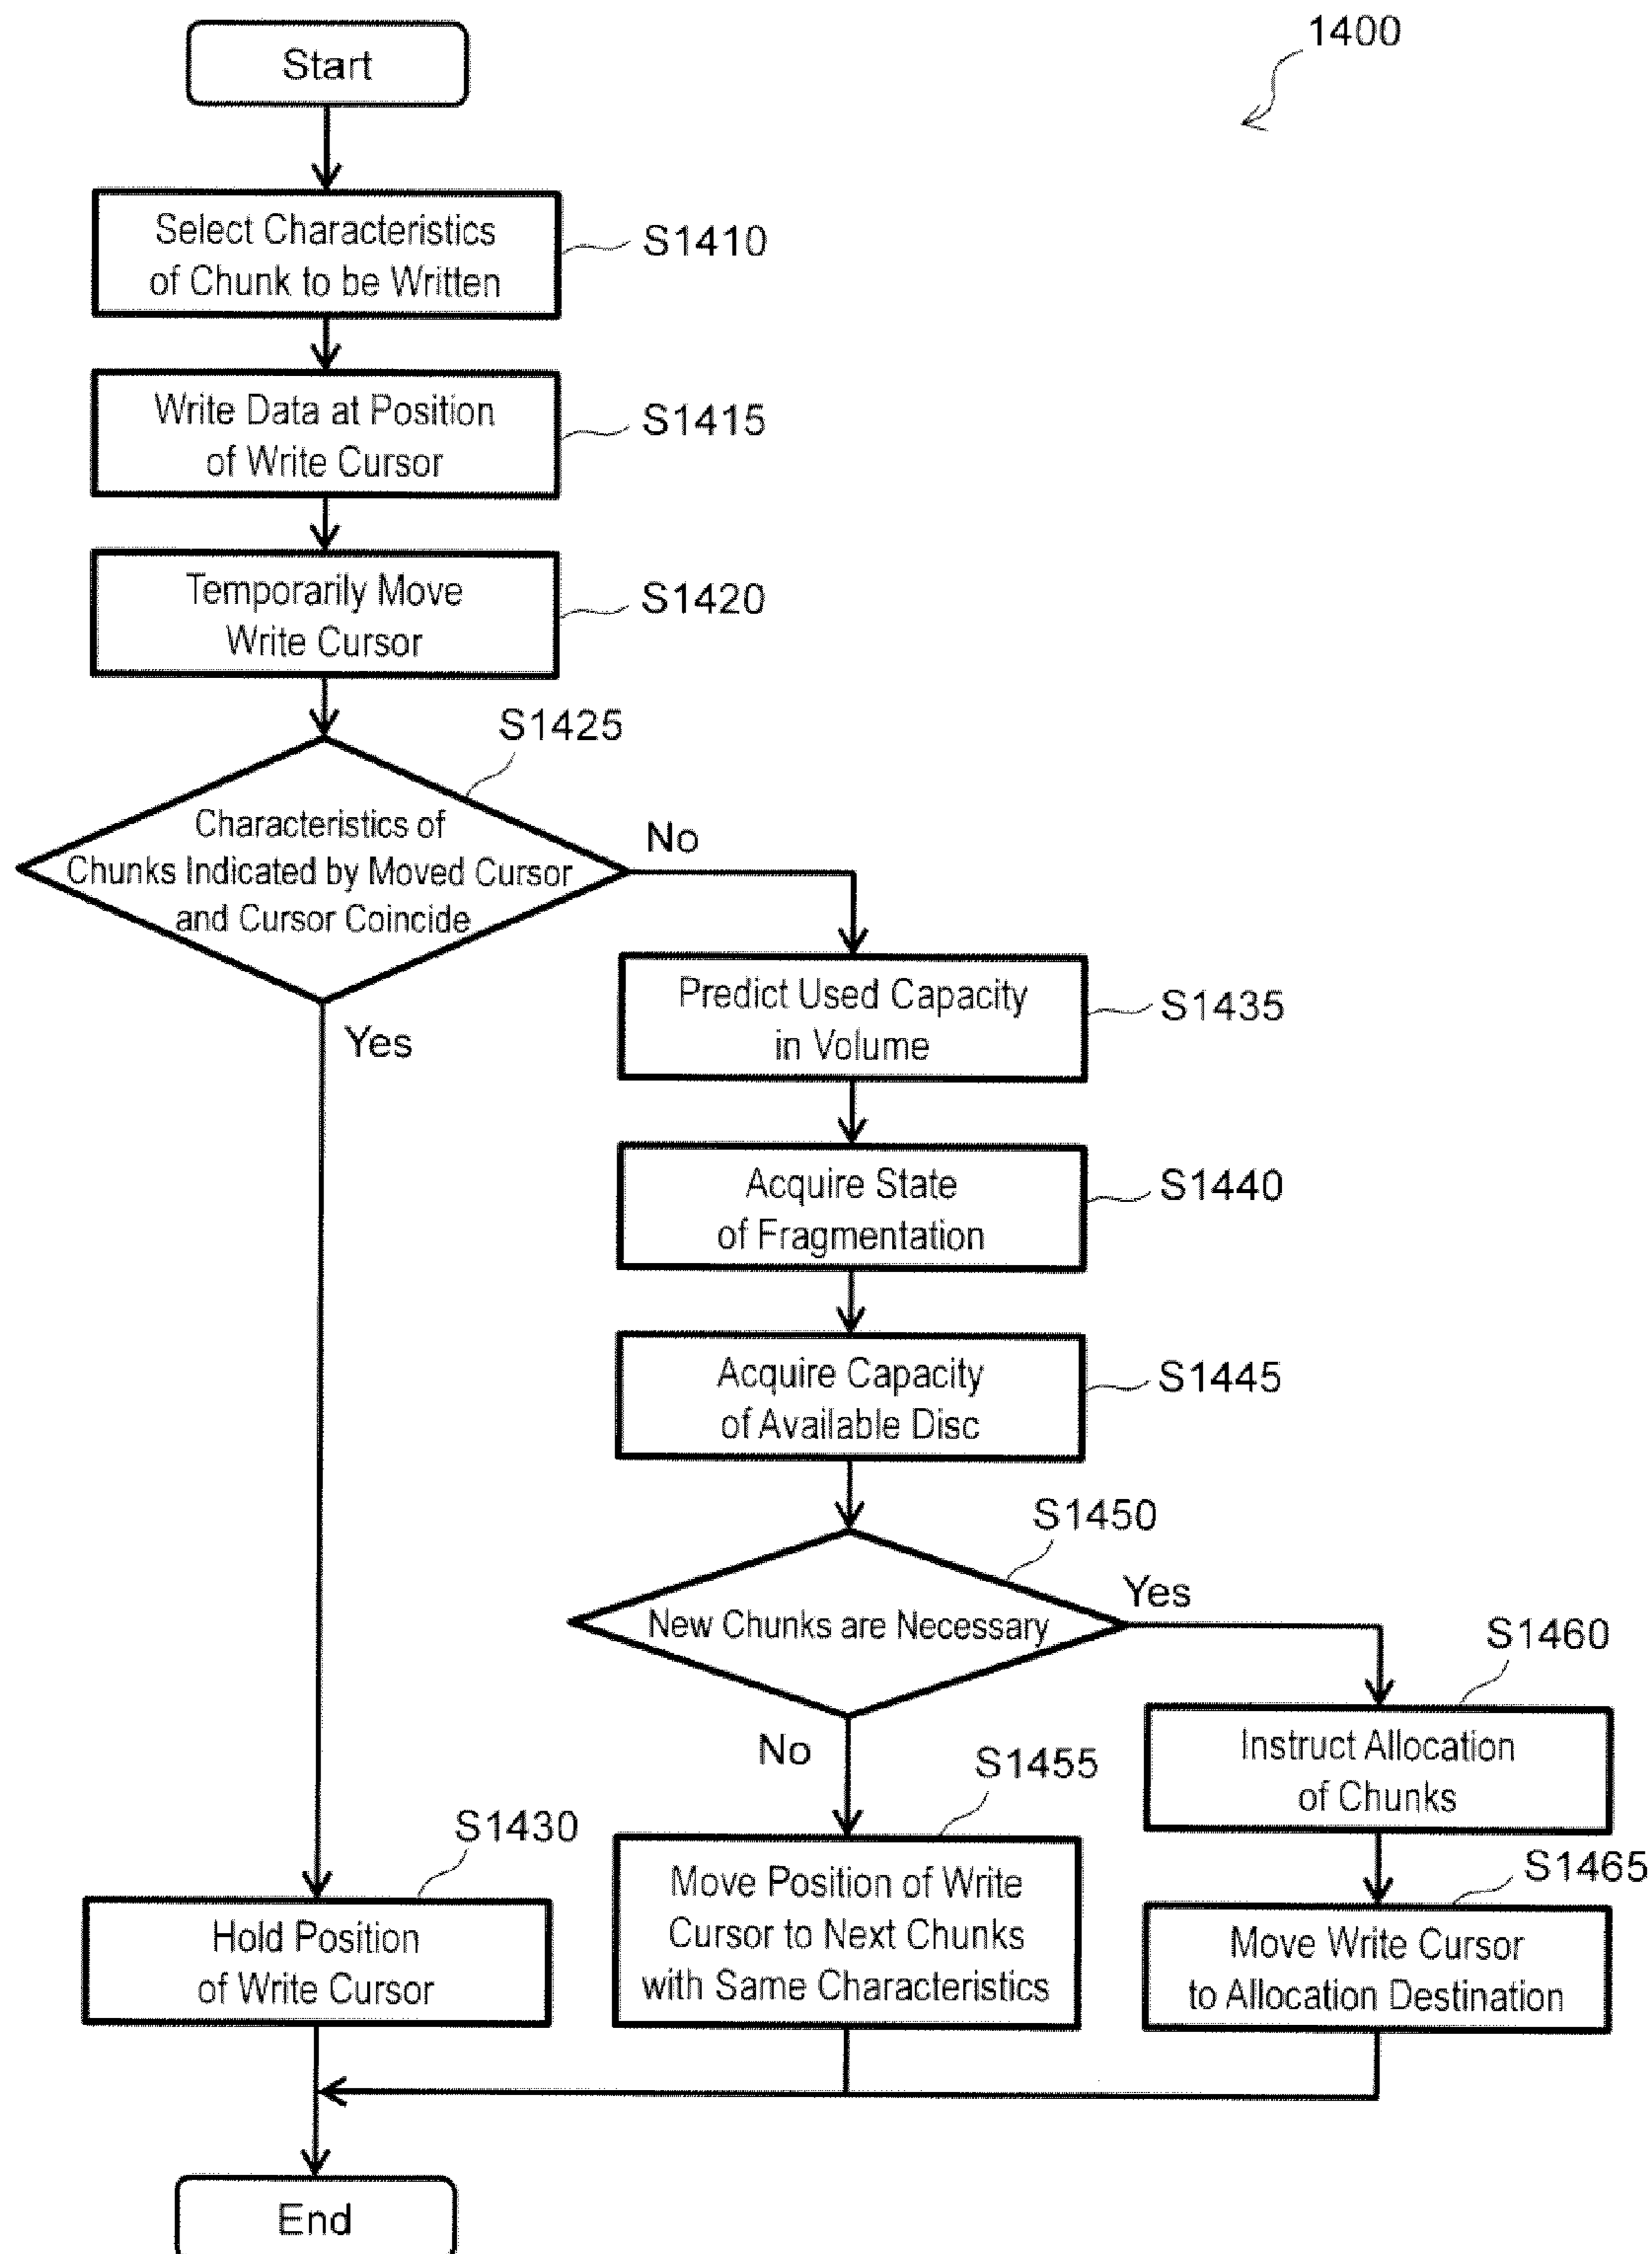 1400
Start
Select Characteristics
of Chunk to be Written
S1410
Write Data at Position
of Write Cursor
S1415
Temporarily Move
Write Cursor
S1420
S1425
Characteristics of
Chunks Indicated by Moved Cursor
and Cursor Coincide
No
Yes
Predict Used Capacity
in Volume
S1435
Acquire State
of Fragmentation
S1440
Acquire Capacity
of Available Disc
S1445
S1450
New Chunks are Necessary
Yes
No
S1460
Instruct Allocation
of Chunks
S1455
Move Position of Write
Cursor to Next Chunks
with Same Characteristics
S1465
Move Write Cursor
to Allocation Destination
S1430
Hold Position
of Write Cursor
End